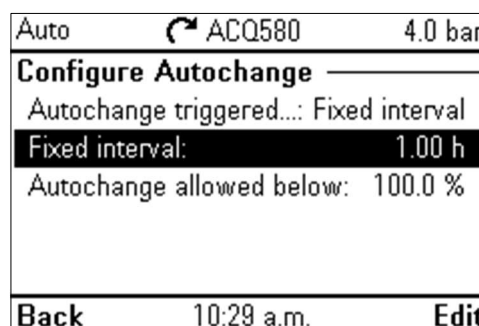 Auto ACQ580 4.0 bar
Configure Autochange
Autochange triggered...: Fixed interval
Fixed interval: 1.00 h
Autochange allowed below: 100.0 %
Back 10:29 a.m. Edit